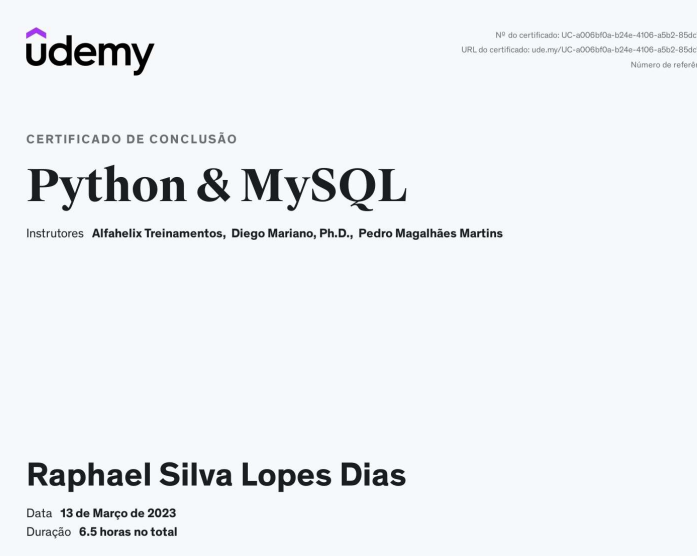 udemy
Nº do certificado: UC-a006bf0a-b24e-4106-a5b2-85dc
URL do certificado: ude.my/UC-a006bf0a-b24e-4106-a5b2-85dc
Número de referê
CERTIFICADO DE CONCLUSÃO
Python & MySQL
Instrutores Alfahelix Treinamentos, Diego Mariano, Ph.D., Pedro Magalhães Martins
Raphael Silva Lopes Dias
Data 13 de Março de 2023
Duração 6.5 horas no total